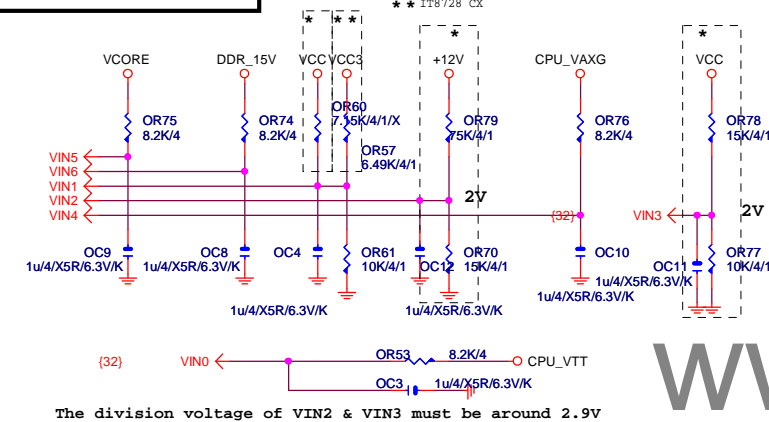 * * IT8728 CX
* * * * *
VCORE DDR_15V VCC VCC3 +12V CPU_VAXG VCC
OR75 8.2K/4
OR74 8.2K/4
OR60 7.15K/4/1/X
OR57 6.49K/4/1
OR79 75K/4/1
OR76 8.2K/4
OR78 15K/4/1
VIN5
VIN6
VIN1
VIN2 2V
VIN4 {32} VIN3 2V
OC9 1u/4/X5R/6.3V/K
OC8 1u/4/X5R/6.3V/K
OC4 1u/4/X5R/6.3V/K
OR61 10K/4/1
OC12 1u/4/X5R/6.3V/K
OR70 15K/4/1
OC10 1u/4/X5R/6.3V/K
OC11 1u/4/X5R/6.3V/K
OR77 10K/4/1
{32} VIN0 OR53 8.2K/4 CPU_VTT
OC3 1u/4/X5R/6.3V/K
The division voltage of VIN2 & VIN3 must be around 2.9V